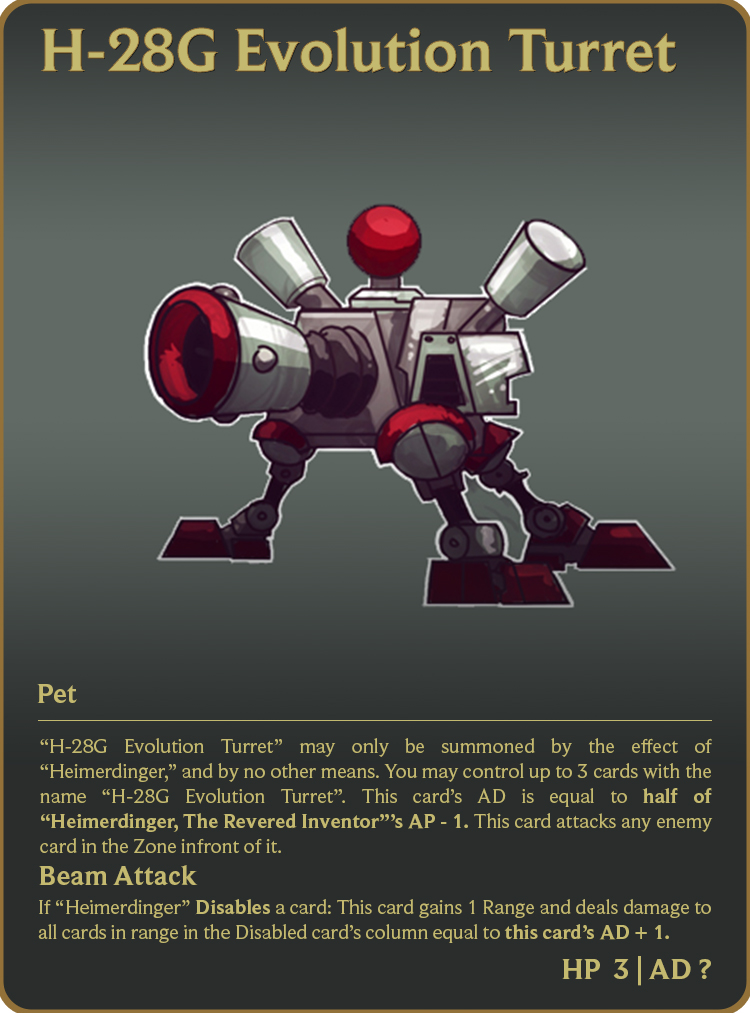 H-28G Evolution Turret
Pet
“H-28G Evolution Turret” may only be summoned by the effect of
“Heimerdinger,” and by no other means. You may control up to 3 cards with the
name “H-28G Evolution Turret”. This card’s AD is equal to half of
“Heimerdinger, The Revered Inventor”’s AP - 1. This card attacks any enemy
card in the Zone infront of it.
Beam Attack
If “Heimerdinger” Disables a card: This card gains 1 Range and deals damage to
all cards in range in the Disabled card’s column equal to this card’s AD + 1.
HP 3 | AD ?